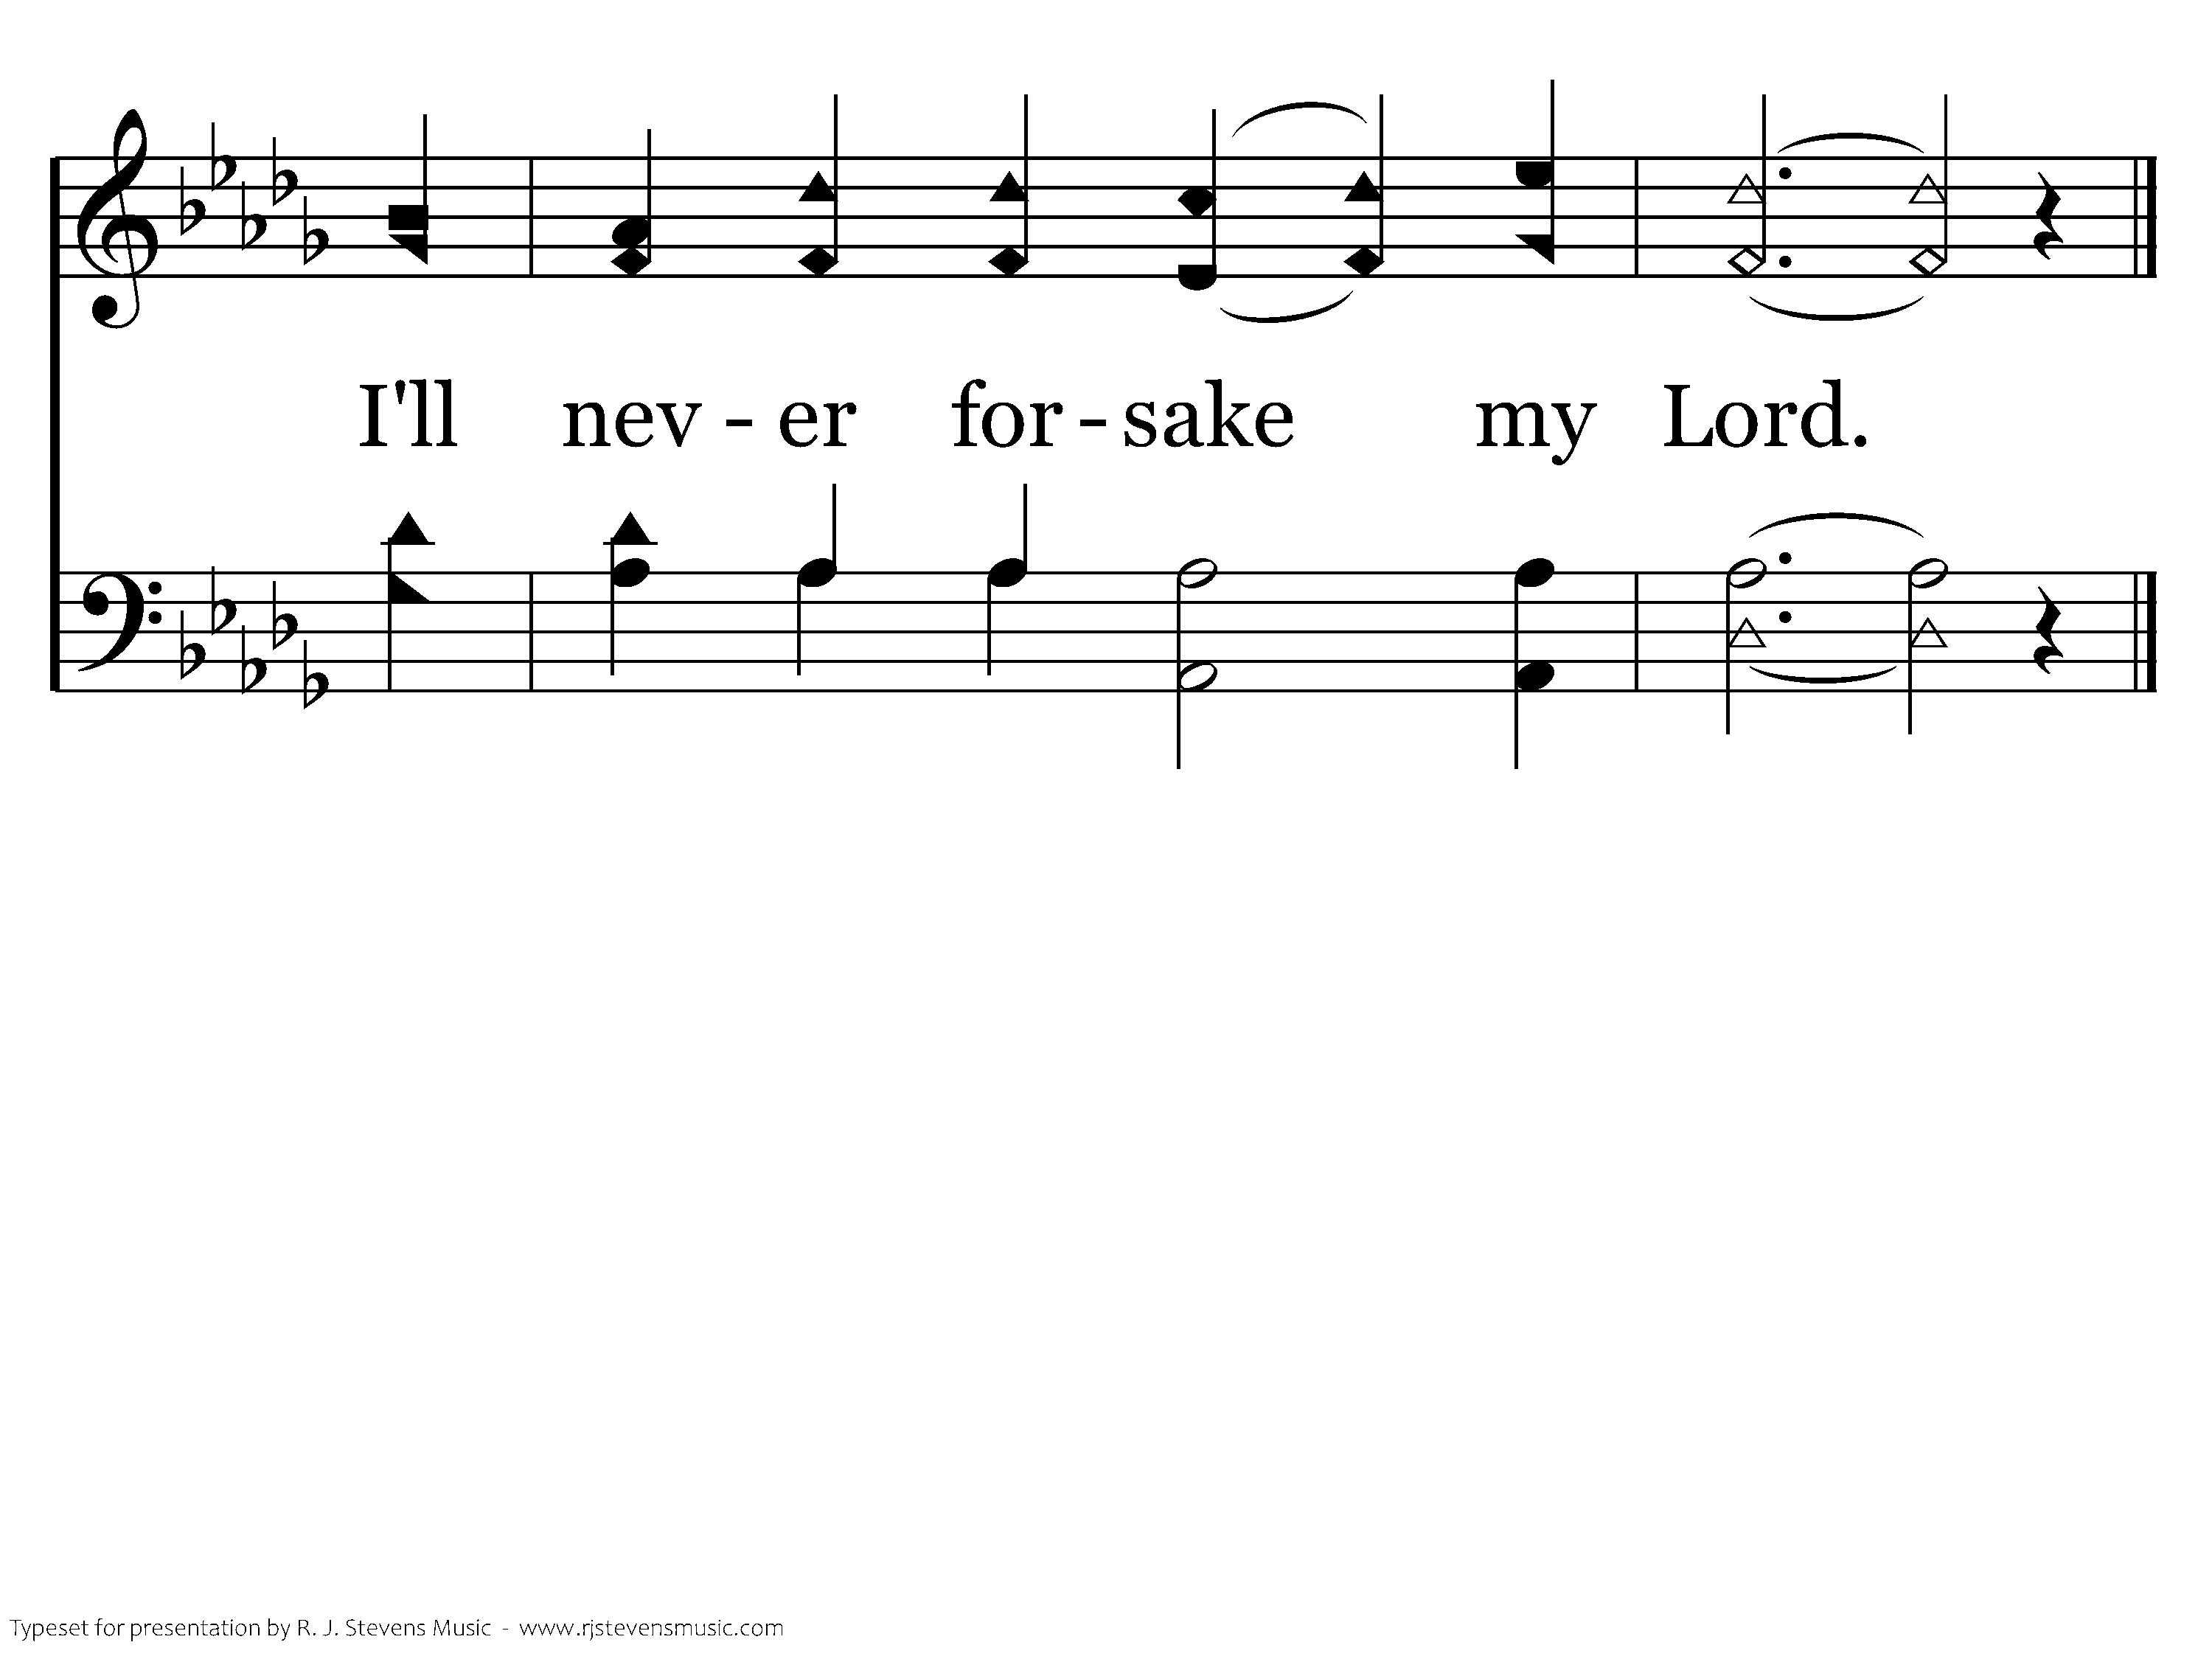 I'll nev - er for - sake my Lord.
Typeset for presentation by R. J. Stevens Music - www.rjstevensmusic.com